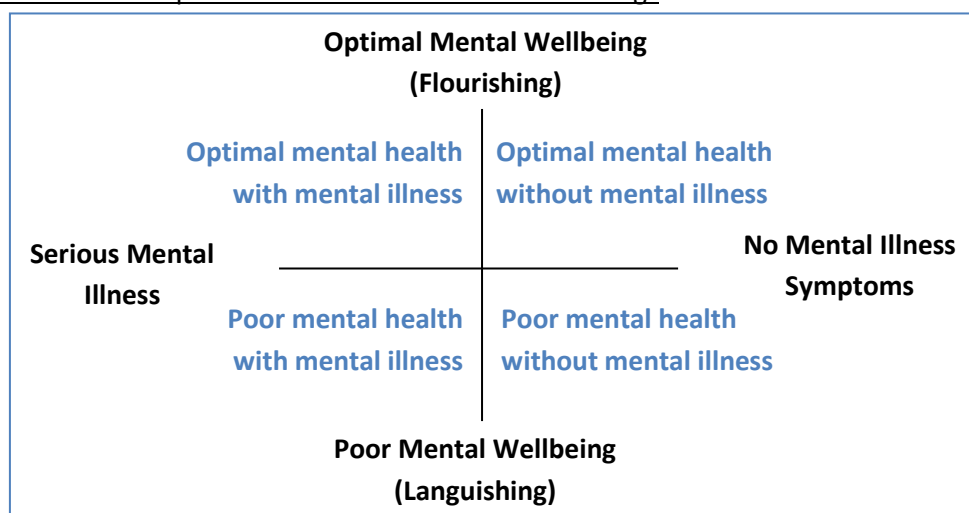 Optimal Mental Wellbeing
(Flourishing)
Optimal mental health
with mental illness
Optimal mental health
without mental illness
Serious Mental
Illness
No Mental Illness
Symptoms
Poor mental health
with mental illness
Poor mental health
without mental illness
Poor Mental Wellbeing
(Languishing)